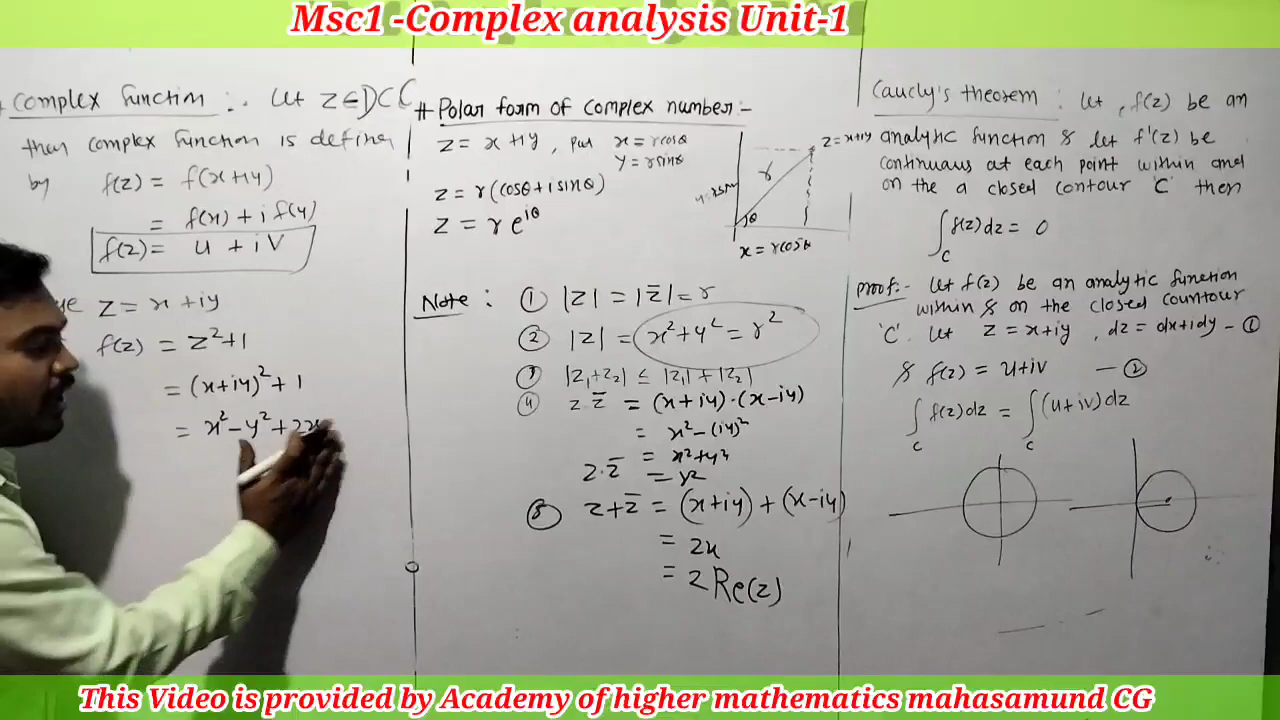 Msc1 -Complex analysis Unit-1
Complex function :. Let Z∈D⊂C
then complex function is define
by f(z) = f(x+iy)
= f(x) + i f(y)
f(z) = u + iV
Z = x + iy
f(z) = Z²+1
= (x+iy)² + 1
= x² - y² + 2x
# Polar form of complex number:-
Z = x + iy , Put x = rcosθ
y = rsinθ
Z = r(cosθ + i sinθ)
Z = r e^iθ
Z = x+iy
r
θ
x = rcosθ
Note : ① |Z| = |Z̄| = r
② |Z| = x² + y² = r²
③ |Z₁+Z₂| ≤ |Z₁| + |Z₂|
④ Z.Z̄ = (x+iy).(x-iy)
= x² - (iy)²
= x² + y²
Z.Z̄ = r²
⑤ Z+Z̄ = (x+iy) + (x-iy)
= 2x
= 2 Re(z)
Caucly's theorem : Let , f(z) be an
analytic function & let f'(z) be
continuous at each point within and
on the a closed contour 'C' then
∫c f(z)dz = 0
Proof:- Let f(z) be an analytic function
within & on the closed countour
'C'. Let Z = x+iy , dz = dx+idy - ①
& f(z) = u+iv — ②
∫c f(z)dz = ∫c (u+iv)dz
This Video is provided by Academy of higher mathematics mahasamund CG